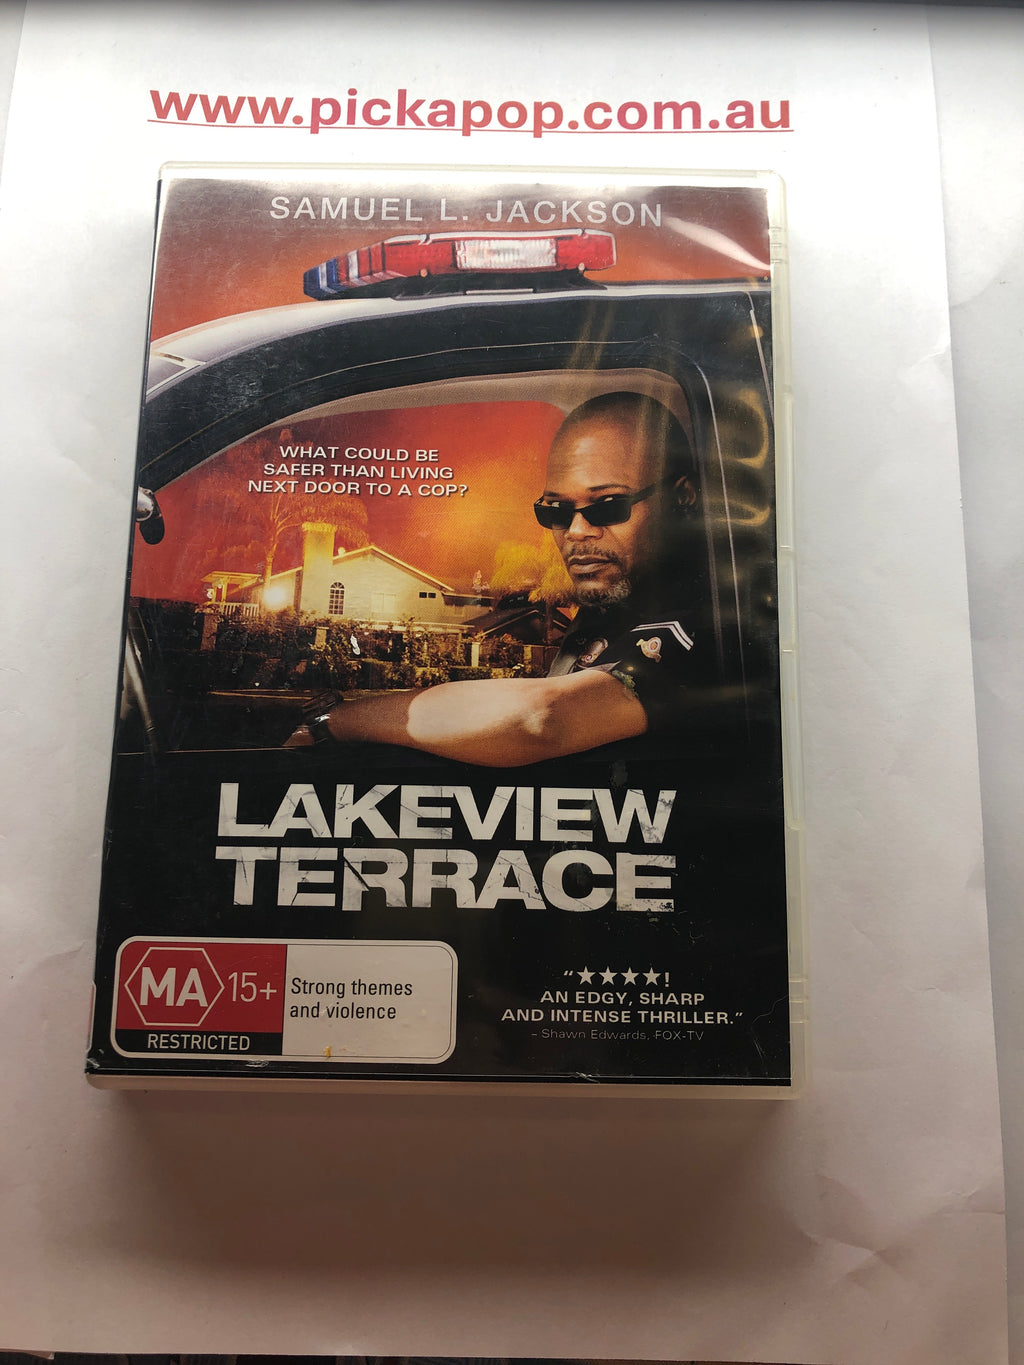 www.pickapop.com.au
SAMUEL L. JACKSON
WHAT COULD BE
SAFER THAN LIVING
NEXT DOOR TO A COP?
LAKEVIEW
TERRACE
MA 15+
RESTRICTED
Strong themes
and violence
“★★★★!
AN EDGY, SHARP
AND INTENSE THRILLER.”
– Shawn Edwards, FOX-TV